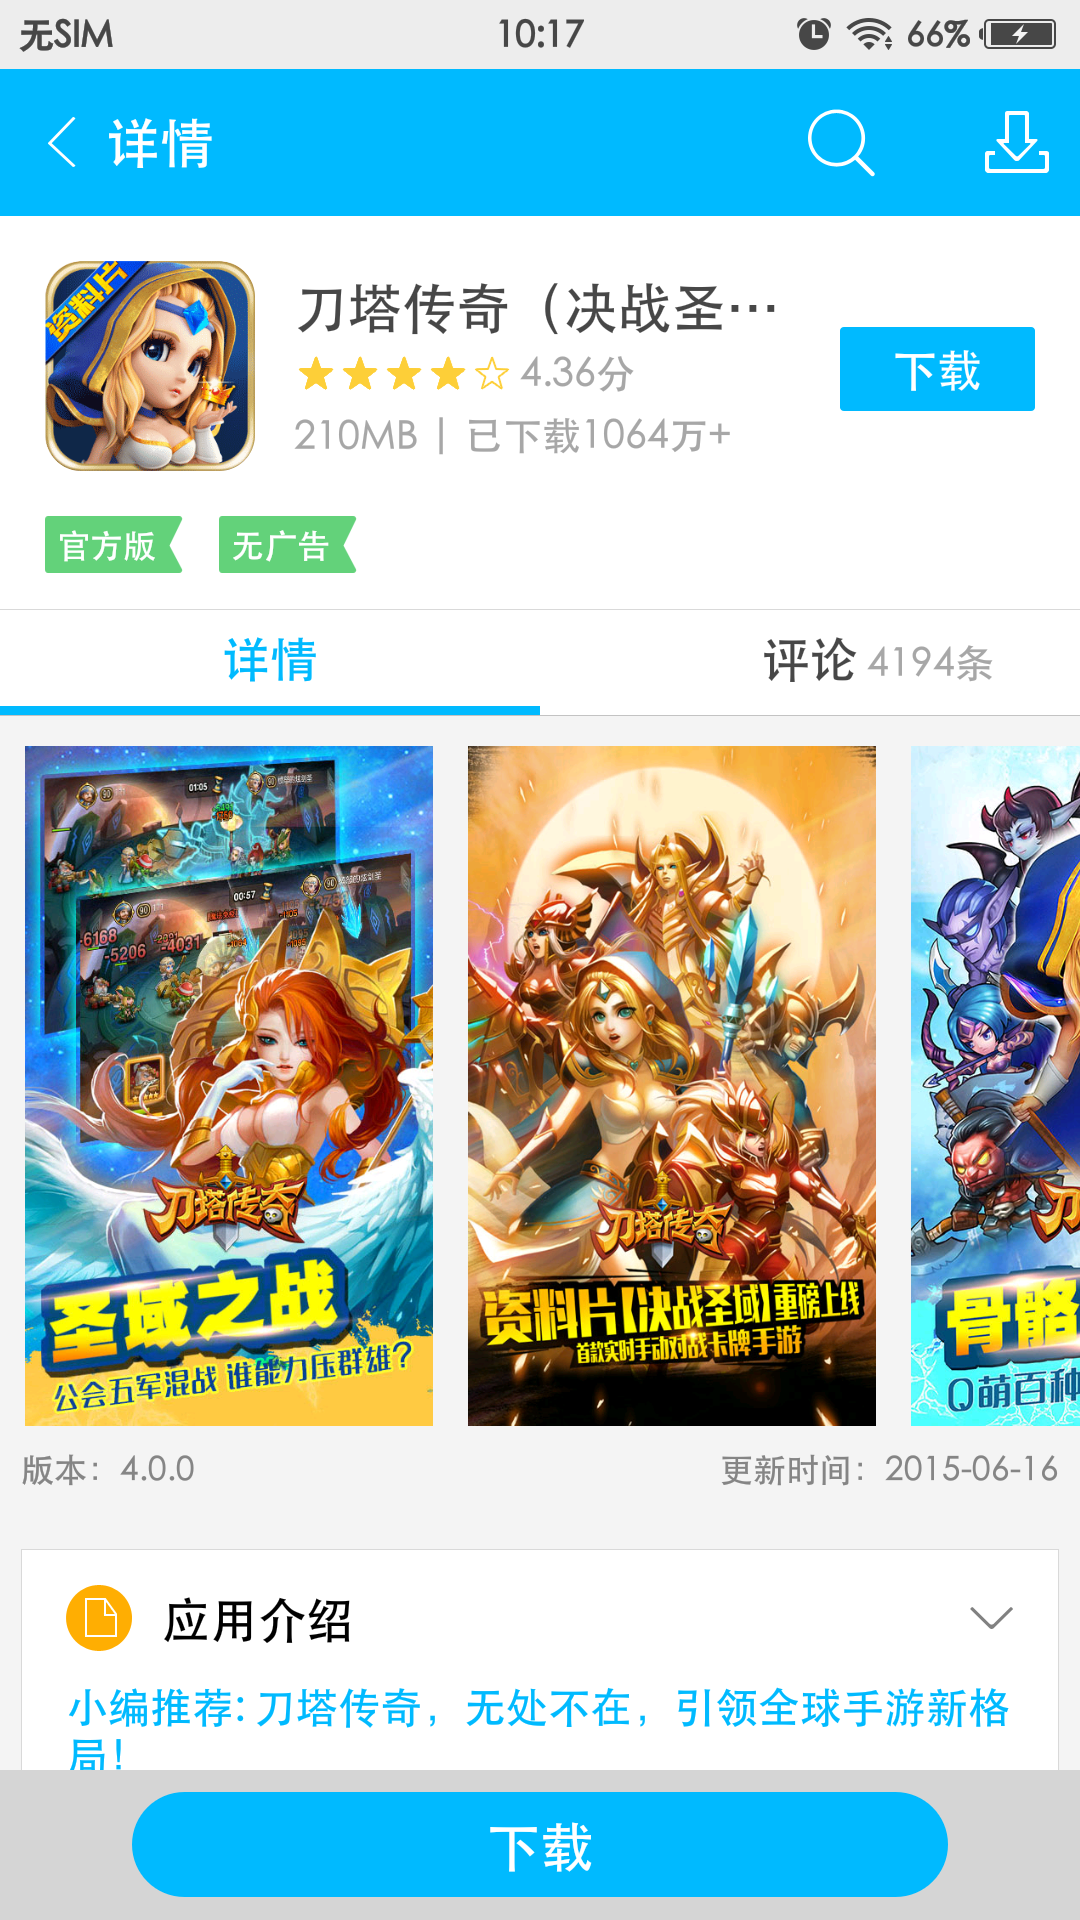 无SIM
10:17
66%
详情
资料片
刀塔传奇（决战圣…
4.36分
下载
210MB | 已下载1064万+
官方版
无广告
详情
评论 4194条
90
01:05
90
90
00:57
90
-6168
-5206
-4031
刀塔传奇
圣域之战
公会五军混战 谁能力压群雄?
刀塔传奇
资料片【决战圣域】重磅上线
首款实时手动对战卡牌手游
刀
骨骼
Q萌百种
版本：4.0.0
更新时间：2015-06-16
应用介绍
小编推荐:刀塔传奇，无处不在，引领全球手游新格
局！
下载